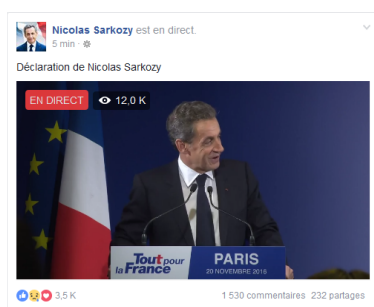 Nicolas Sarkozy est en direct.
5 min ·
Déclaration de Nicolas Sarkozy
EN DIRECT 12,0 K
Tout pour
la France
PARIS
20 NOVEMBRE 2016
3,5 K 1 530 commentaires 232 partages